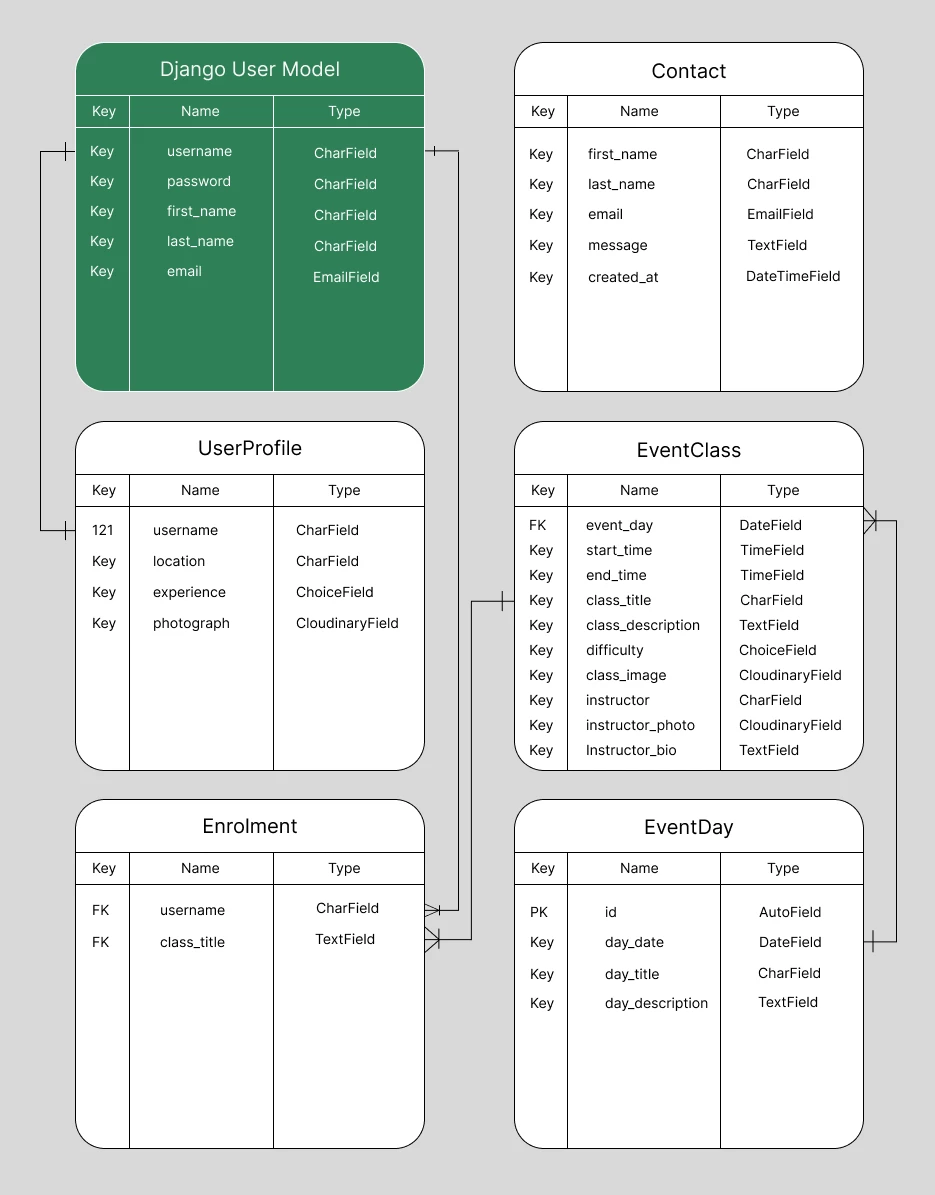 Django User Model
Key Name Type
Key username CharField
Key password CharField
Key first_name CharField
Key last_name CharField
Key email EmailField
Contact
Key Name Type
Key first_name CharField
Key last_name CharField
Key email EmailField
Key message TextField
Key created_at DateTimeField
UserProfile
Key Name Type
121 username CharField
Key location CharField
Key experience ChoiceField
Key photograph CloudinaryField
EventClass
Key Name Type
FK event_day DateField
Key start_time TimeField
Key end_time TimeField
Key class_title CharField
Key class_description TextField
Key difficulty ChoiceField
Key class_image CloudinaryField
Key instructor CharField
Key instructor_photo CloudinaryField
Key Instructor_bio TextField
Enrolment
Key Name Type
FK username CharField
FK class_title TextField
EventDay
Key Name Type
PK id AutoField
Key day_date DateField
Key day_title CharField
Key day_description TextField